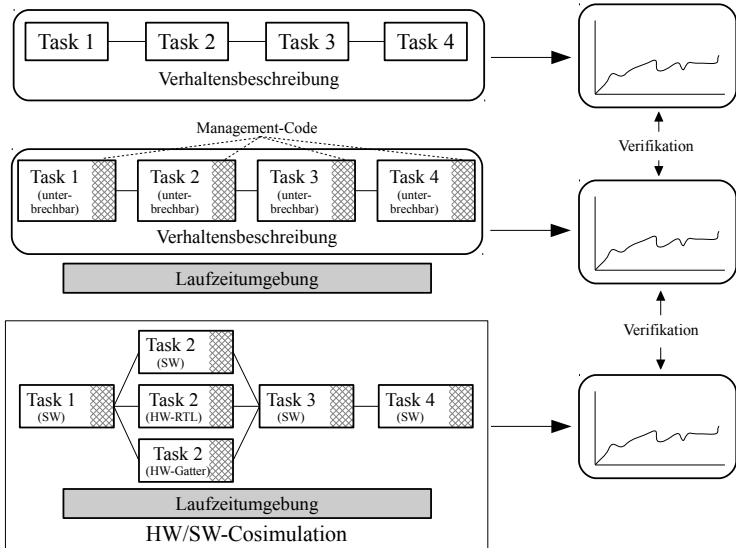 Task 1
Task 2
Task 3
Task 4
Verhaltensbeschreibung
Management-Code
Verifikation
Task 1
(unter-
brechbar)
Task 2
(unter-
brechbar)
Task 3
(unter-
brechbar)
Task 4
(unter-
brechbar)
Verhaltensbeschreibung
Laufzeitumgebung
Verifikation
Task 2
(SW)
Task 1
(SW)
Task 2
(HW-RTL)
Task 3
(SW)
Task 4
(SW)
Task 2
(HW-Gatter)
Laufzeitumgebung
HW/SW-Cosimulation